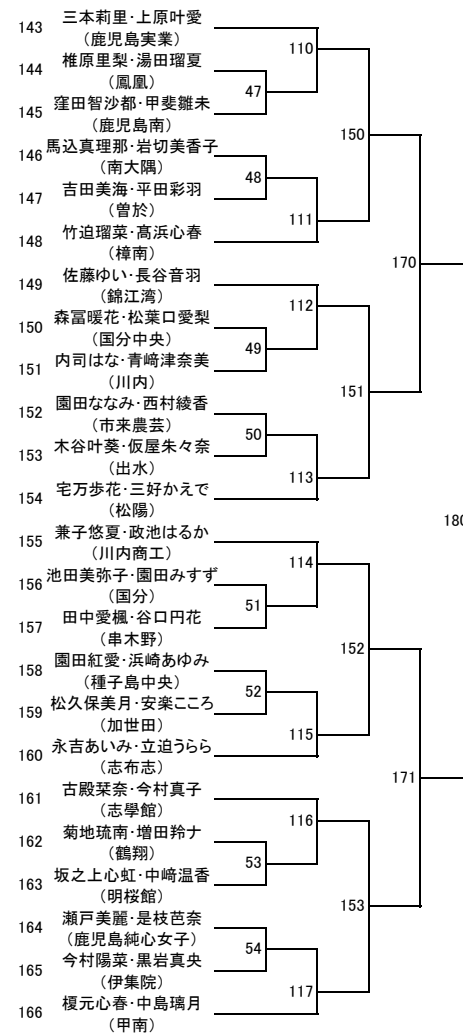 三本莉里・上原叶愛
143
（鹿児島実業）
110
椎原里梨・湯田瑠夏
144
（鳳凰）
47
窪田智沙都・甲斐雛未
145
（鹿児島南）
150
馬込真理那・岩切美香子
146
（南大隅）
48
吉田美海・平田彩羽
147
（曽於）
111
竹迫瑠菜・髙浜心春
148
（樟南）
170
佐藤ゆい・長谷音羽
149
（錦江湾）
112
森冨暖花・松葉口愛梨
150
（国分中央）
49
内司はな・青﨑津奈美
151
（川内）
151
園田ななみ・西村綾香
152
（市来農芸）
50
木谷叶葵・仮屋朱々奈
153
（出水）
113
宅万歩花・三好かえで
154
（松陽）
180
兼子悠夏・政池はるか
155
（川内商工）
114
池田美弥子・園田みすず
156
（国分）
51
田中愛楓・谷口円花
157
（串木野）
152
園田紅愛・浜崎あゆみ
158
（種子島中央）
52
松久保美月・安楽こころ
159
（加世田）
115
永吉あいみ・立迫うらら
160
（志布志）
171
古殿栞奈・今村真子
161
（志學館）
116
菊地琉南・増田羚ナ
162
（鶴翔）
53
坂之上心虹・中﨑温香
163
（明桜館）
153
瀬戸美麗・是枝芭奈
164
（鹿児島純心女子）
54
今村陽菜・黒岩真央
165
（伊集院）
117
榎元心春・中島璃月
166
（甲南）